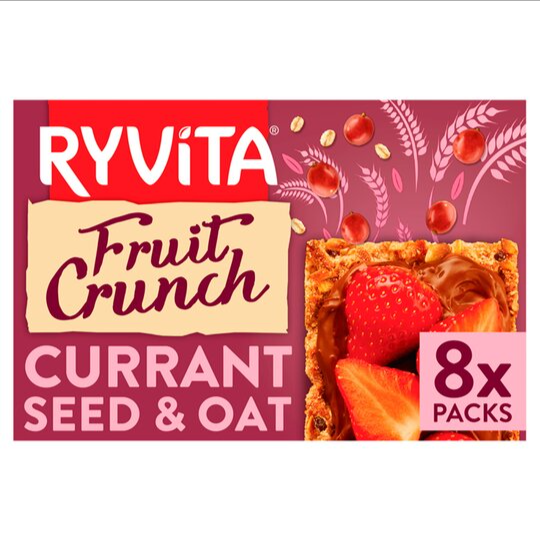 RYVITA®
Fruit
Crunch
CURRANT
SEED & OAT
8x
PACKS